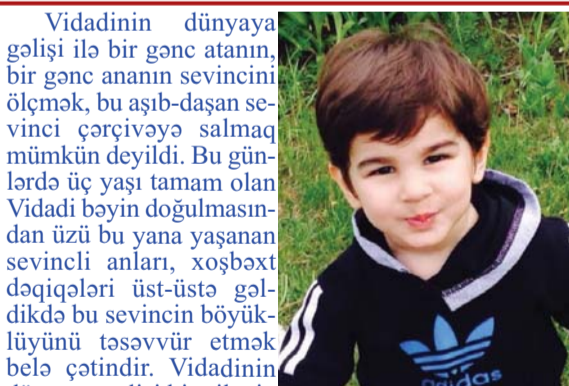 Vidadinin dünyaya
gəlişi ilə bir gənc atanın,
bir gənc ananın sevincini
ölçmək, bu aşıb-daşan se-
vinci çərçivəyə salmaq
mümkün deyildi. Bu gün-
lərdə üç yaşı tamam olan
Vidadi bəyin doğulmasın-
dan üzü bu yana yaşanan
sevincli anları, xoşbəxt
dəqiqələri üst-üstə gəl-
dikdə bu sevincin böyük-
lüyünü təsəvvür etmək
belə çətindir. Vidadinin
adidas